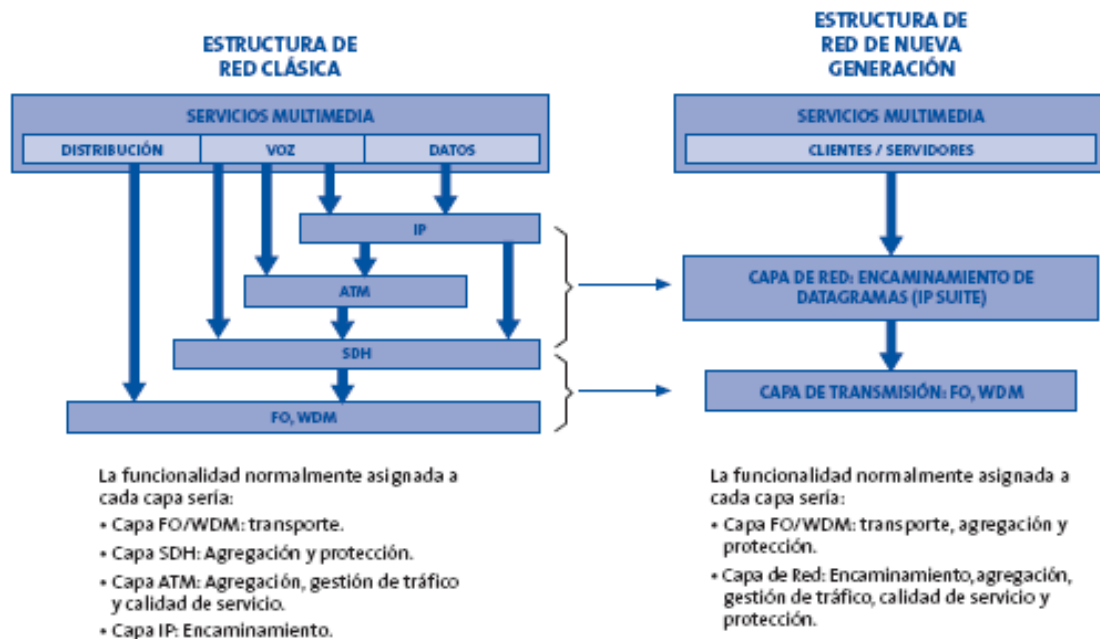 ESTRUCTURA DE
RED CLÁSICA
SERVICIOS MULTIMEDIA
DISTRIBUCIÓN
VOZ
DATOS
IP
ATM
SDH
FO, WDM
La funcionalidad normalmente asignada a
cada capa sería:
• Capa FO/WDM: transporte.
• Capa SDH: Agregación y protección.
• Capa ATM: Agregación, gestión de tráfico
y calidad de servicio.
• Capa IP: Encaminamiento.
ESTRUCTURA DE
RED DE NUEVA
GENERACIÓN
SERVICIOS MULTIMEDIA
CLIENTES / SERVIDORES
CAPA DE RED: ENCAMINAMIENTO DE
DATAGRAMAS (IP SUITE)
CAPA DE TRANSMISIÓN: FO, WDM
La funcionalidad normalmente asignada a
cada capa sería:
• Capa FO/WDM: transporte, agregación y
protección.
• Capa de Red: Encaminamiento, agregación,
gestión de tráfico, calidad de servicio y
protección.